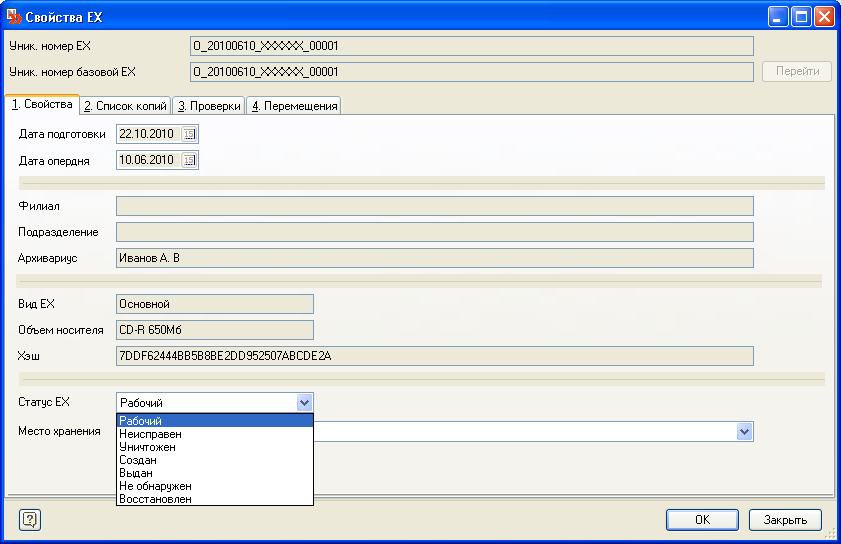 Свойства ЕХ
Уник. номер ЕХ O_20100610_XXXXXX_00001
Уник. номер базовой ЕХ O_20100610_XXXXXX_00001 Перейти
1. Свойства 2. Список копий 3. Проверки 4. Перемещения
Дата подготовки 22.10.2010 15
Дата опердня 10.06.2010 15
Филиал
Подразделение
Архивариус Иванов А. В
Вид ЕХ Основной
Объем носителя CD-R 650Мб
Хэш 7DDF62444BB5B8BE2DD952507ABCDE2A
Статус ЕХ Рабочий
Рабочий
Место хранения
Неисправен
Уничтожен
Создан
Выдан
Не обнаружен
Восстановлен
? OK Закрыть